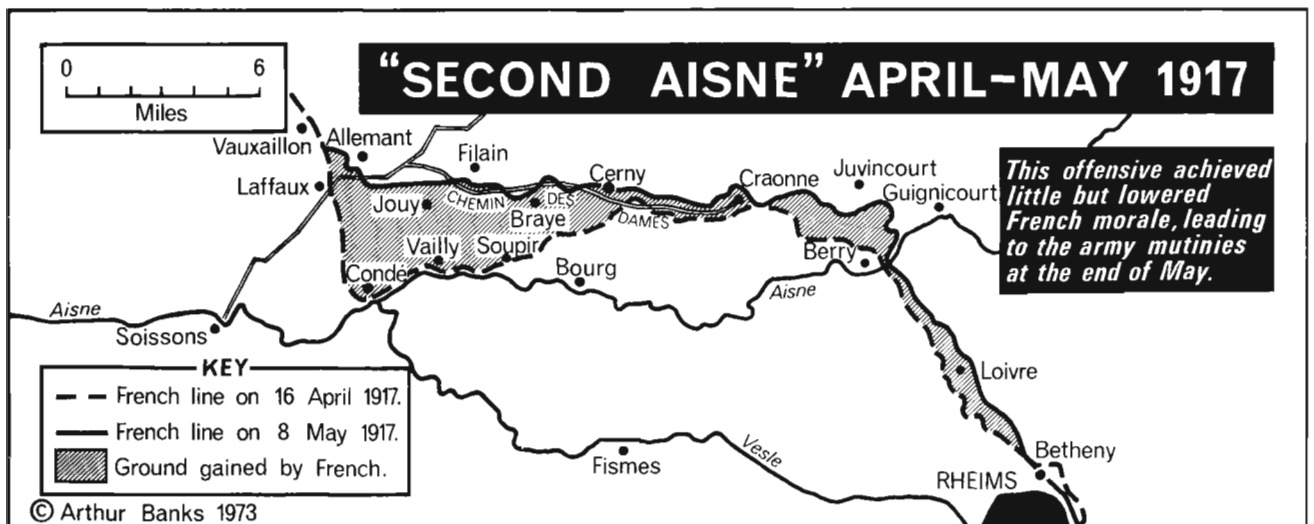 "SECOND AISNE" APRIL-MAY 1917
0 6
Miles
Vauxaillon
Allemant
Filain
Cerny
Craonne
Juvincourt
Guignicourt
This offensive achieved
little but lowered
French morale, leading
to the army mutinies
at the end of May.
Laffaux
Jouy
CHEMIN DES DAMES
Braye
Vailly
Soupir
Condé
Bourg
Berry
Aisne
Aisne
Soissons
KEY
French line on 16 April 1917.
French line on 8 May 1917.
Ground gained by French.
Loivre
Betheny
RHEIMS
Fismes
Vesle
© Arthur Banks 1973